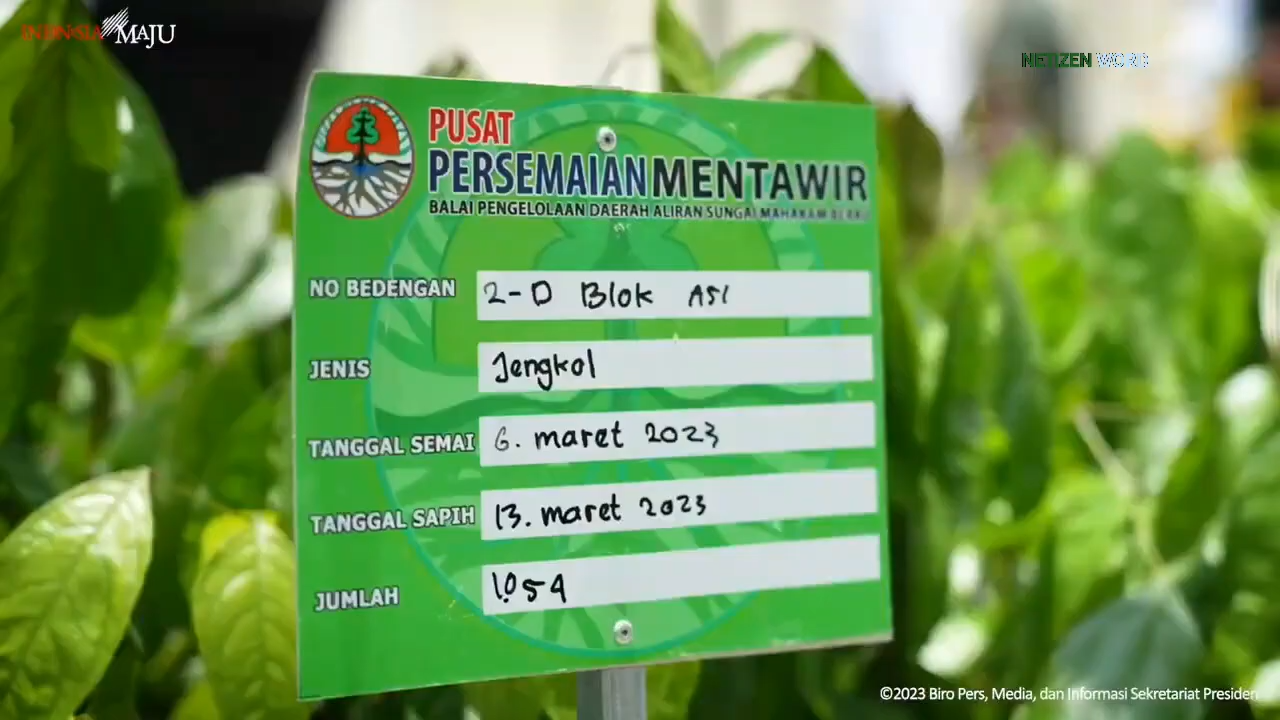 INDONESIA MAJU
NETIZEN WORD
PUSAT
PERSEMAIAN MENTAWIR
BALAI PENGELOLAAN DAERAH ALIRAN SUNGAI MAHAKAM BERAU
NO BEDENGAN 2-D Blok AS1
JENIS Jengkol
TANGGAL SEMAI 6. maret 2023
TANGGAL SAPIH 13. maret 2023
JUMLAH 1.054
©2023 Biro Pers, Media, dan Informasi Sekretariat Presiden